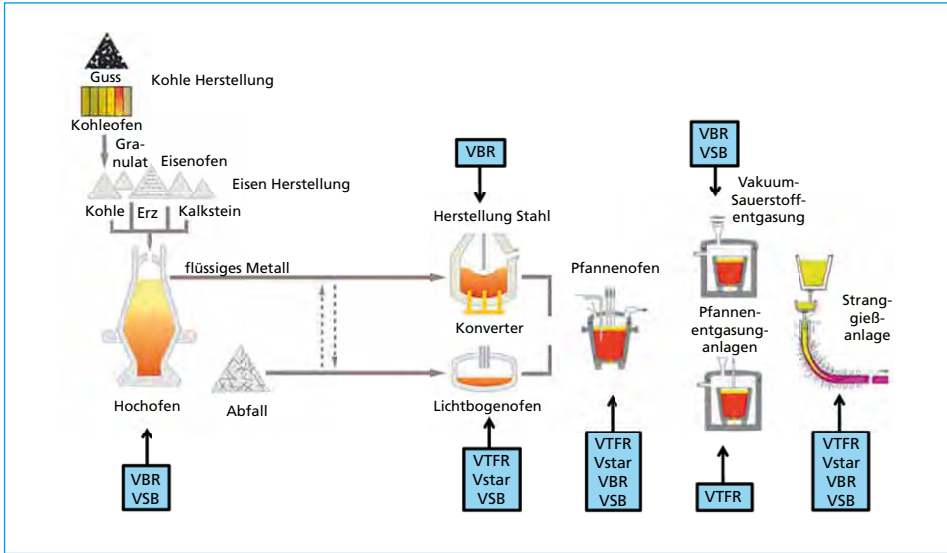 Guss
Kohle Herstellung
Kohleofen
Gra-
nulat
Eisenofen
Eisen Herstellung
Kohle
Erz
Kalkstein
flüssiges Metall
Hochofen
Abfall
VBR
VSB
VBR
Herstellung Stahl
Konverter
Lichtbogenofen
VTFR
Vstar
VSB
Pfannenofen
VTFR
Vstar
VBR
VSB
VBR
VSB
Vakuum-
Sauerstoff-
entgasung
Pfannen-
entgasung-
anlagen
VTFR
Strang-
gieß-
anlage
VTFR
Vstar
VBR
VSB